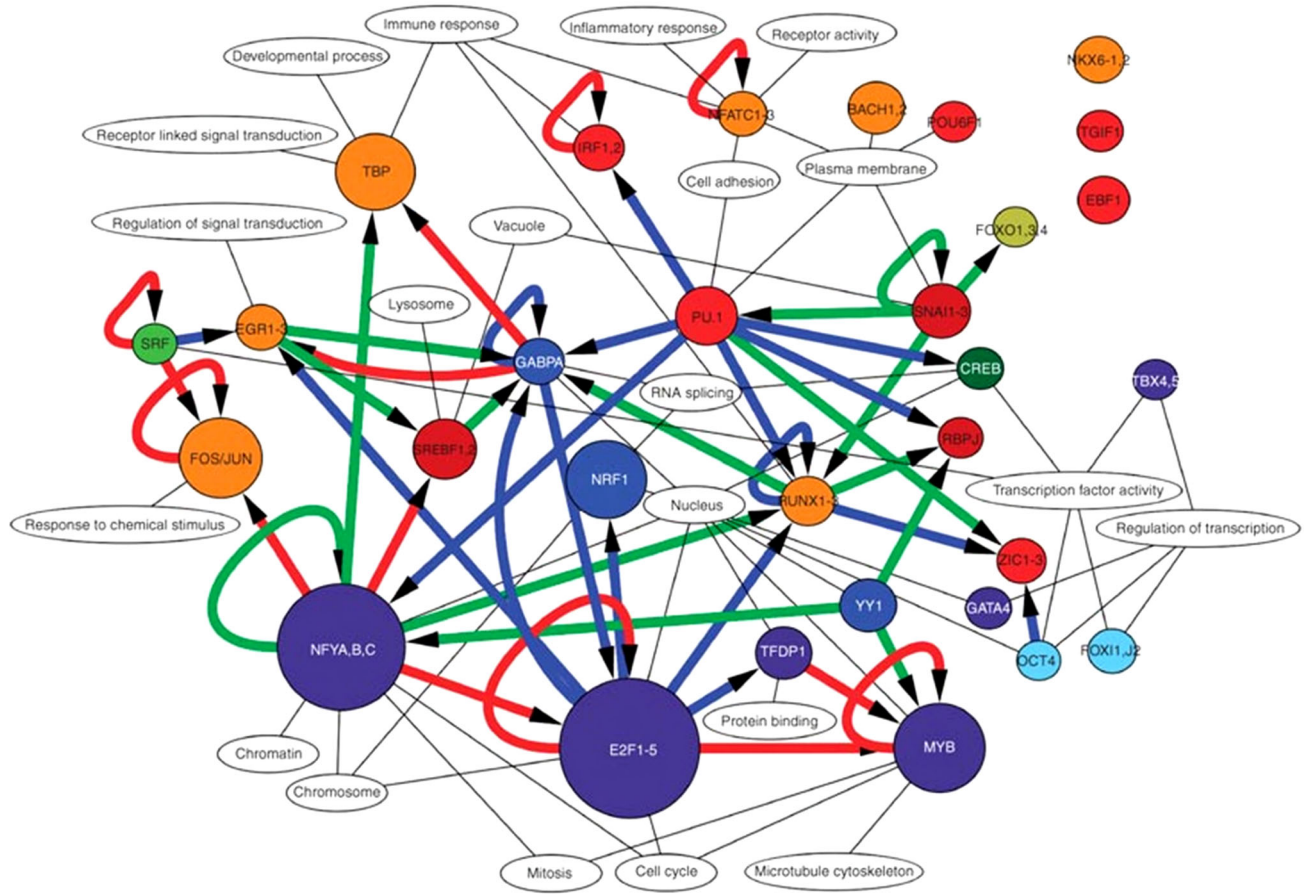 Immune response
Inflammatory response
Receptor activity
Developmental process
NKX6-1,2
NFATC1-3
BACH1,2
POU6F1
TGIF1
Receptor linked signal transduction
IRF1,2
TBP
Cell adhesion
Plasma membrane
EBF1
Regulation of signal transduction
Vacuole
FOXO1,3,4
Lysosome
SRF
EGR1-3
PU.1
SNAI1-3
GABPA
CREB
TBX4,5
RNA splicing
FOS/JUN
SREBF1,2
RBPJ
NRF1
Nucleus
RUNX1-3
Transcription factor activity
Response to chemical stimulus
Regulation of transcription
ZIC1-3
YY1
GATA4
NFYA,B,C
TFDP1
OCT4
FOXI1,J2
Protein binding
E2F1-5
MYB
Chromatin
Chromosome
Mitosis
Cell cycle
Microtubule cytoskeleton